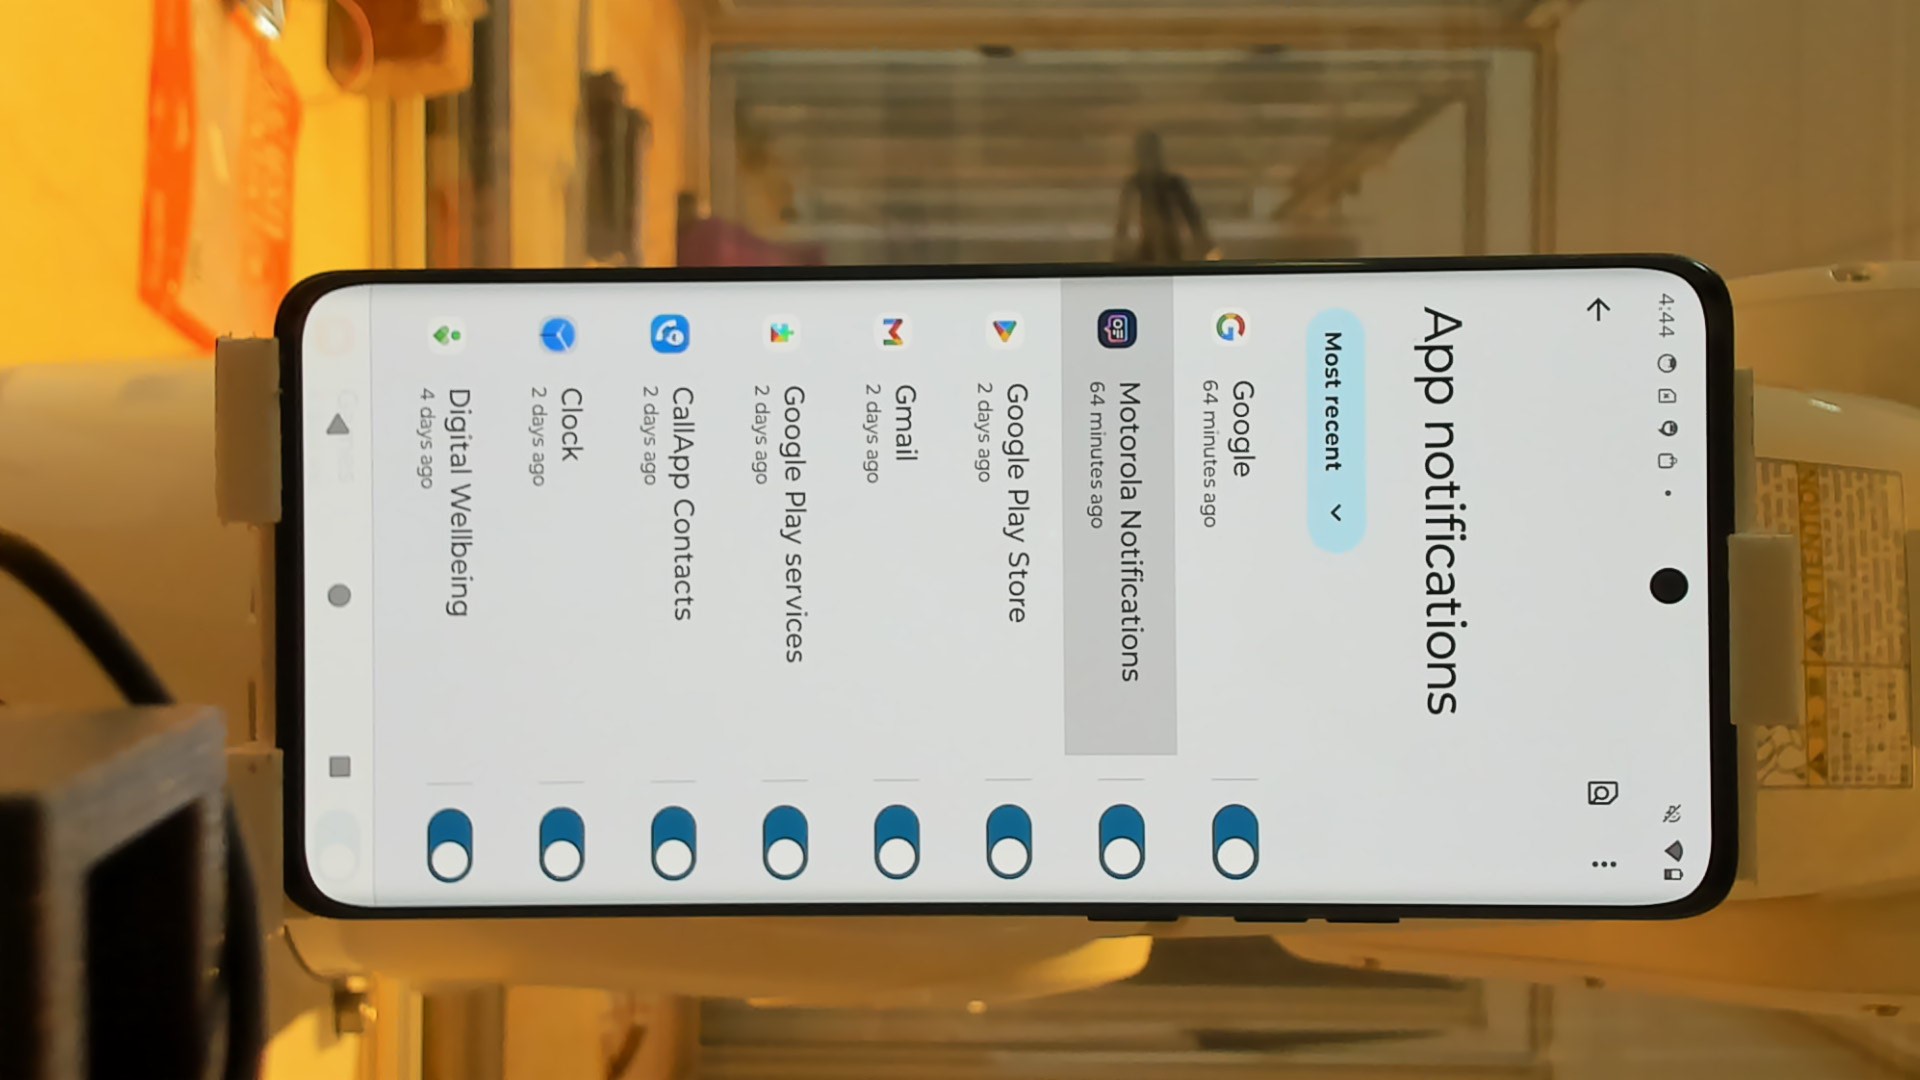 4:44
App notifications
Most recent
Google
64 minutes ago
Motorola Notifications
64 minutes ago
Google Play Store
2 days ago
Gmail
2 days ago
Google Play services
2 days ago
CallApp Contacts
2 days ago
Clock
2 days ago
Digital Wellbeing
4 days ago
ATTENTION